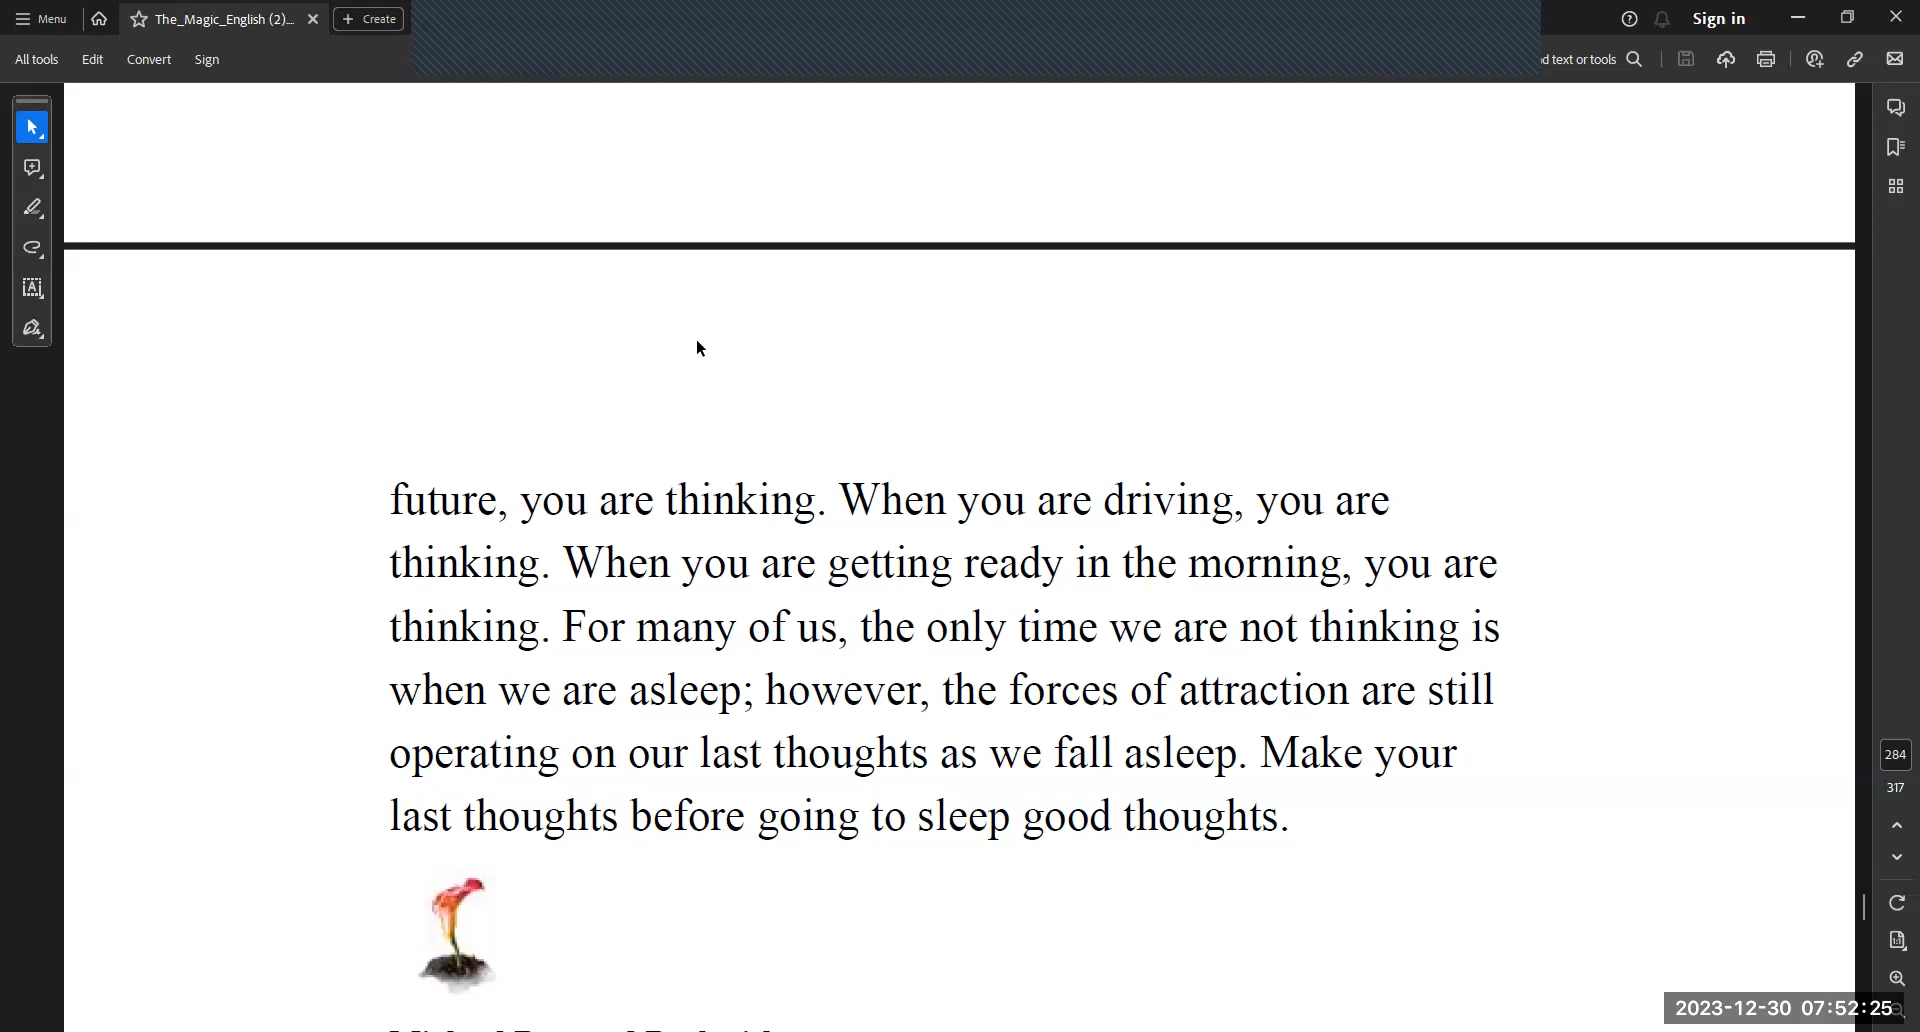 Menu
The_Magic_English (2)...
Create
Sign in
All tools
Edit
Convert
Sign
text or tools
future, you are thinking. When you are driving, you are
thinking. When you are getting ready in the morning, you are
thinking. For many of us, the only time we are not thinking is
when we are asleep; however, the forces of attraction are still
operating on our last thoughts as we fall asleep. Make your
last thoughts before going to sleep good thoughts.
284
317
2023-12-30 07:52:25